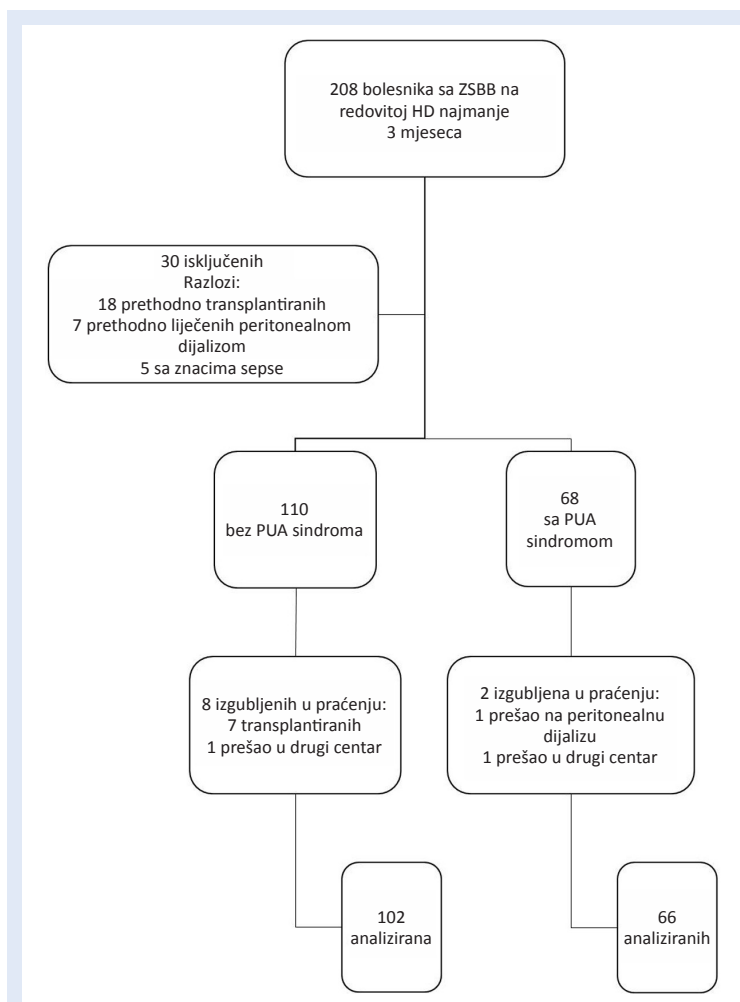 208 bolesnika sa ZSBB na
redovitoj HD najmanje
3 mjeseca
30 isključenih
Razlozi:
18 prethodno transplantiranih
7 prethodno liječenih peritonealnom
dijalizom
5 sa znacima sepse
110
bez PUA sindroma
68
sa PUA
sindromom
8 izgubljenih u praćenju:
7 transplantiranih
1 prešao u drugi centar
2 izgubljena u praćenju:
1 prešao na peritonealnu
dijalizu
1 prešao u drugi centar
102
analizirana
66
analiziranih